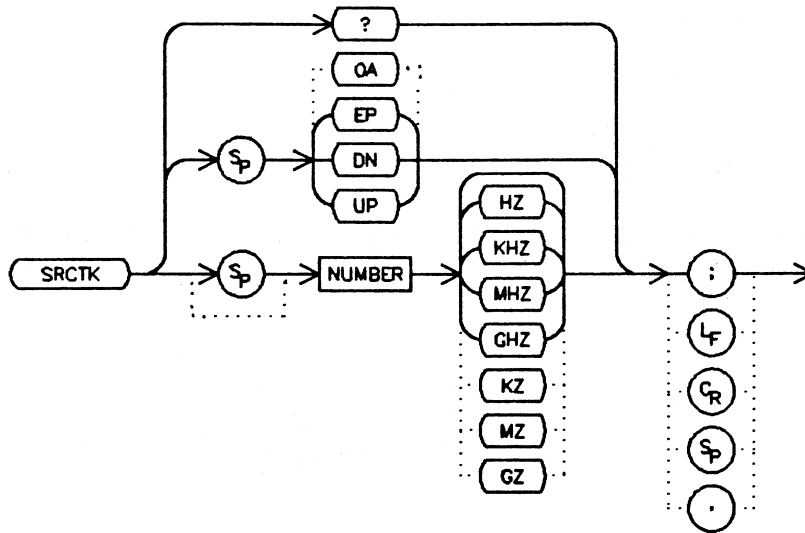 ?
OA
EP
SP
DN
UP
SRCTK
SP
NUMBER
HZ
KHZ
MHZ
GHZ
KZ
MZ
GZ
;
LF
CR
SP
,